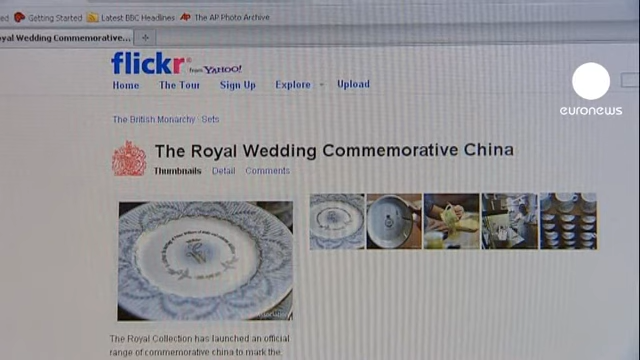 ed Getting Started Latest BBC Headlines AP The AP Photo Archive
yal Wedding Commemorative...
flickr from YAHOO!
Home The Tour Sign Up Explore Upload
euronews
The British Monarchy Sets
The Royal Wedding Commemorative China
Thumbnails Detail Comments
The Royal Collection has launched an official
range of commemorative china to mark the